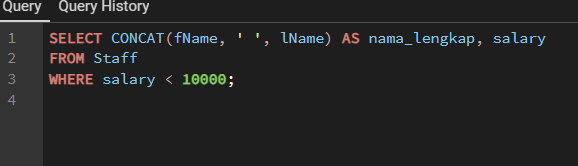 Query Query History
1 SELECT CONCAT(fName, ' ', lName) AS nama_lengkap, salary
2 FROM Staff
3 WHERE salary < 10000;
4